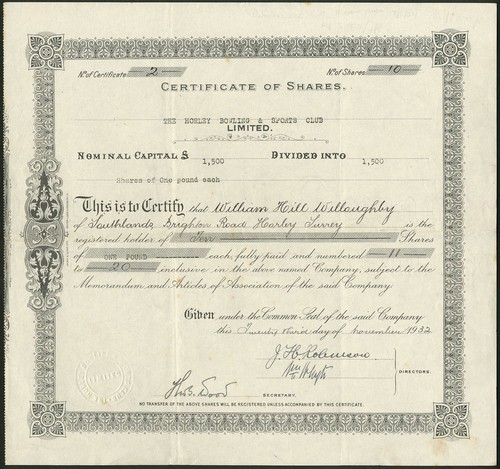 No. of Certificate 2 No. of Shares 10
CERTIFICATE OF SHARES.
THE HORLEY BOWLING & SPORTS CLUB
LIMITED.
NOMINAL CAPITAL £ 1,500 DIVIDED INTO 1,500
Shares of One pound each
This is to Certify that William Hill Willoughby
of Southlands Brighton Road Horley Surrey is the
registered holder of Ten Shares
of ONE POUND each, fully paid and numbered 11
to 20 inclusive in the above named Company, subject to the
Memorandum and Articles of Association of the said Company.
Given under the Common Seal of the said Company
this Twenty third day of November 1932
J. H. Robinson
DIRECTORS.
Thos. Wood SECRETARY.
NO TRANSFER OF THE ABOVE SHARES WILL BE REGISTERED UNLESS ACCOMPANIED BY THIS CERTIFICATE.